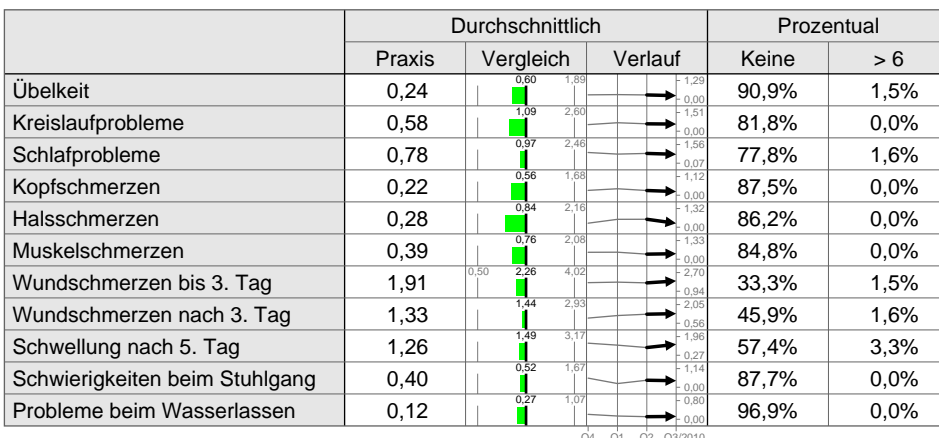 Durchschnittlich Prozentual
Praxis Vergleich Verlauf Keine > 6
Übelkeit 0,24 0,60 1,89 1,29 0,00 90,9% 1,5%
Kreislaufprobleme 0,58 1,09 2,60 1,51 0,00 81,8% 0,0%
Schlafprobleme 0,78 0,97 2,46 1,56 0,07 77,8% 1,6%
Kopfschmerzen 0,22 0,56 1,68 1,12 0,00 87,5% 0,0%
Halsschmerzen 0,28 0,84 2,16 1,32 0,00 86,2% 0,0%
Muskelschmerzen 0,39 0,76 2,08 1,33 0,00 84,8% 0,0%
Wundschmerzen bis 3. Tag 1,91 0,50 2,26 4,02 2,70 0,94 33,3% 1,5%
Wundschmerzen nach 3. Tag 1,33 1,44 2,93 2,05 0,56 45,9% 1,6%
Schwellung nach 5. Tag 1,26 1,49 3,17 1,96 0,27 57,4% 3,3%
Schwierigkeiten beim Stuhlgang 0,40 0,52 1,67 1,14 0,00 87,7% 0,0%
Probleme beim Wasserlassen 0,12 0,27 1,07 0,80 0,00 96,9% 0,0%
Q4 Q1 Q2 Q3/2010